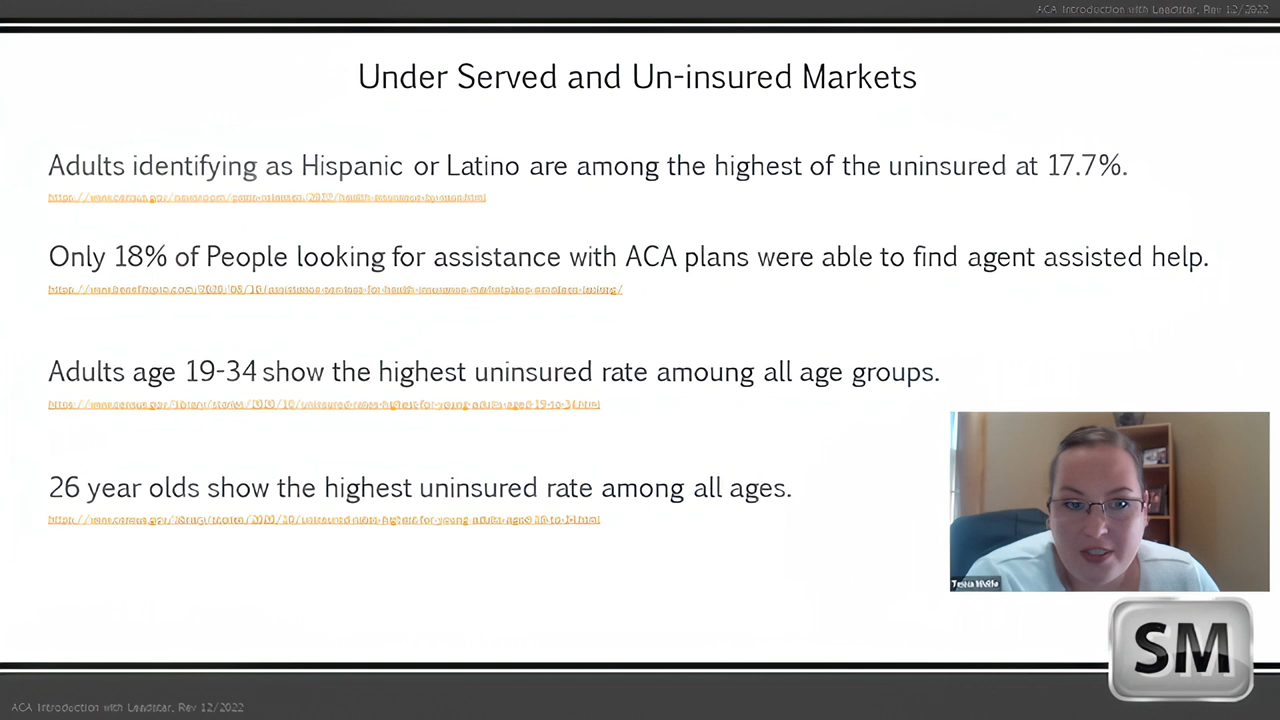 ACA Introduction with Leadstar, Rev 12/2022
Under Served and Un-insured Markets
Adults identifying as Hispanic or Latino are among the highest of the uninsured at 17.7%.
Only 18% of People looking for assistance with ACA plans were able to find agent assisted help.
Adults age 19-34 show the highest uninsured rate amoung all age groups.
26 year olds show the highest uninsured rate among all ages.
SM
ACA Introduction with Leadstar, Rev 12/2022